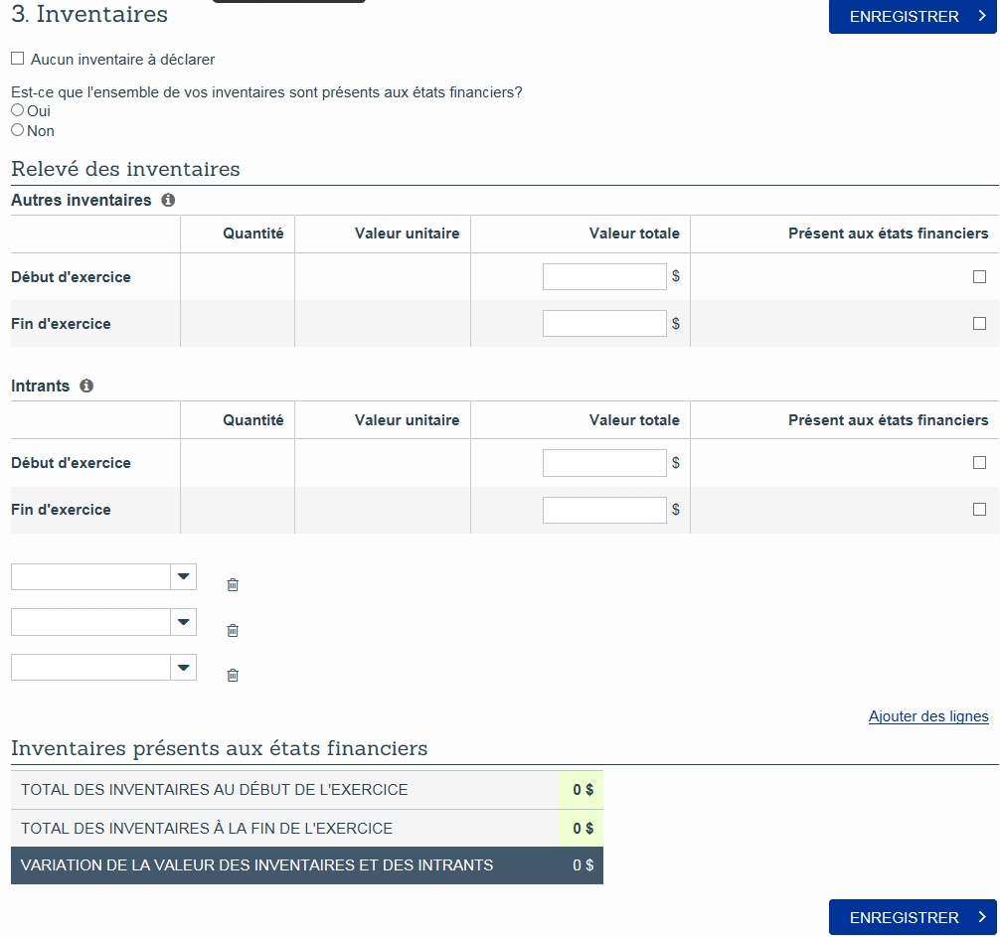 3. Inventaires
ENREGISTRER
Aucun inventaire à déclarer
Est-ce que l'ensemble de vos inventaires sont présents aux états financiers?
Oui
Non
Relevé des inventaires
Autres inventaires
Quantité Valeur unitaire Valeur totale Présent aux états financiers
Début d'exercice $
Fin d'exercice $
Intrants
Quantité Valeur unitaire Valeur totale Présent aux états financiers
Début d'exercice $
Fin d'exercice $
Ajouter des lignes
Inventaires présents aux états financiers
TOTAL DES INVENTAIRES AU DÉBUT DE L'EXERCICE 0 $
TOTAL DES INVENTAIRES À LA FIN DE L'EXERCICE 0 $
VARIATION DE LA VALEUR DES INVENTAIRES ET DES INTRANTS 0 $
ENREGISTRER